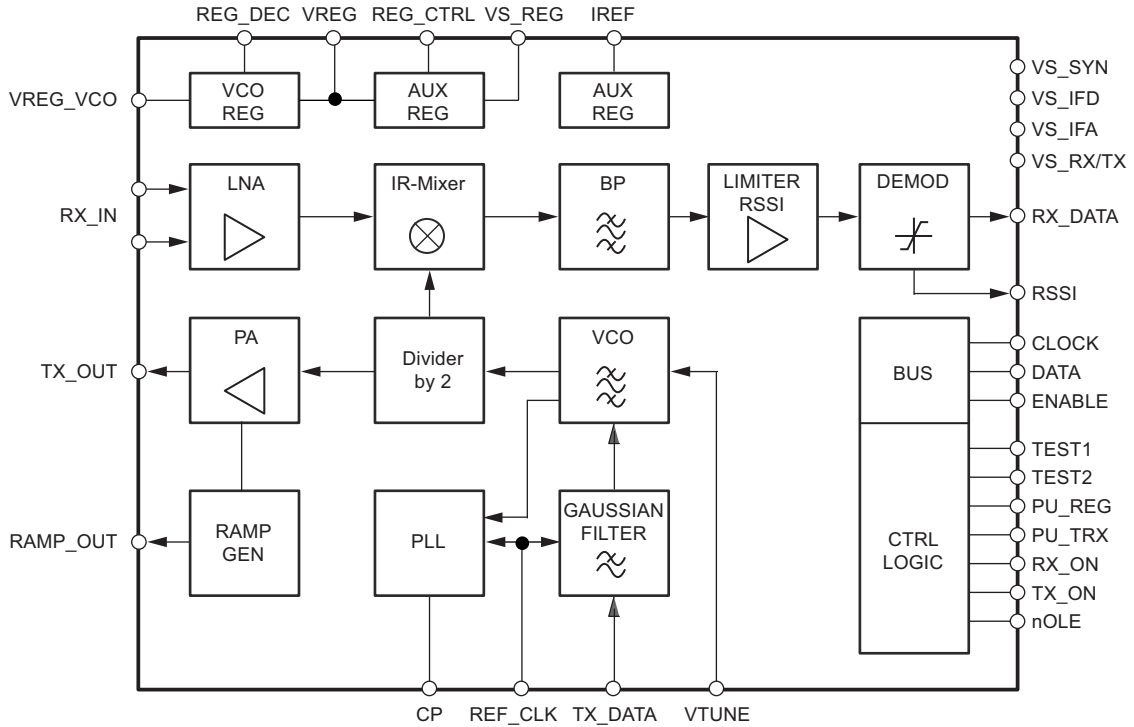 REG_DEC VREG REG_CTRL VS_REG IREF
VREG_VCO
VCO
REG
AUX
REG
AUX
REG
VS_SYN
VS_IFD
VS_IFA
VS_RX/TX
RX_IN
LNA
IR-Mixer
BP
LIMITER
RSSI
DEMOD
RX_DATA
RSSI
TX_OUT
PA
Divider
by 2
VCO
BUS
CLOCK
DATA
ENABLE
RAMP_OUT
RAMP
GEN
PLL
GAUSSIAN
FILTER
CTRL
LOGIC
TEST1
TEST2
PU_REG
PU_TRX
RX_ON
TX_ON
nOLE
CP REF_CLK TX_DATA VTUNE